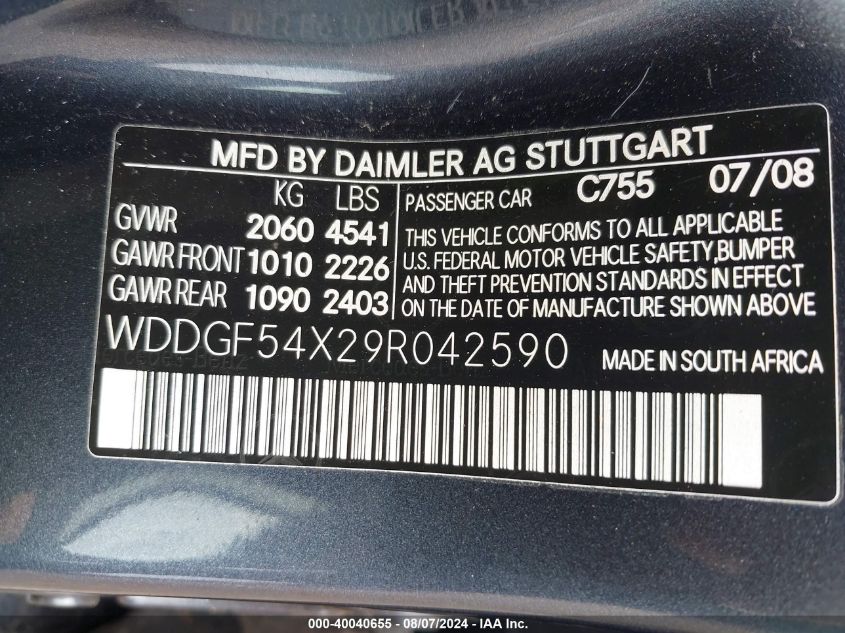 MFD BY DAIMLER AG STUTTGART
KG LBS
GVWR 2060 4541
GAWR FRONT 1010 2226
GAWR REAR 1090 2403
PASSENGER CAR C755 07/08
THIS VEHICLE CONFORMS TO ALL APPLICABLE
U.S. FEDERAL MOTOR VEHICLE SAFETY,BUMPER
AND THEFT PREVENTION STANDARDS IN EFFECT
ON THE DATE OF MANUFACTURE SHOWN ABOVE
WDDGF54X29R042590 MADE IN SOUTH AFRICA
000-40040655 - 08/07/2024 - IAA Inc.